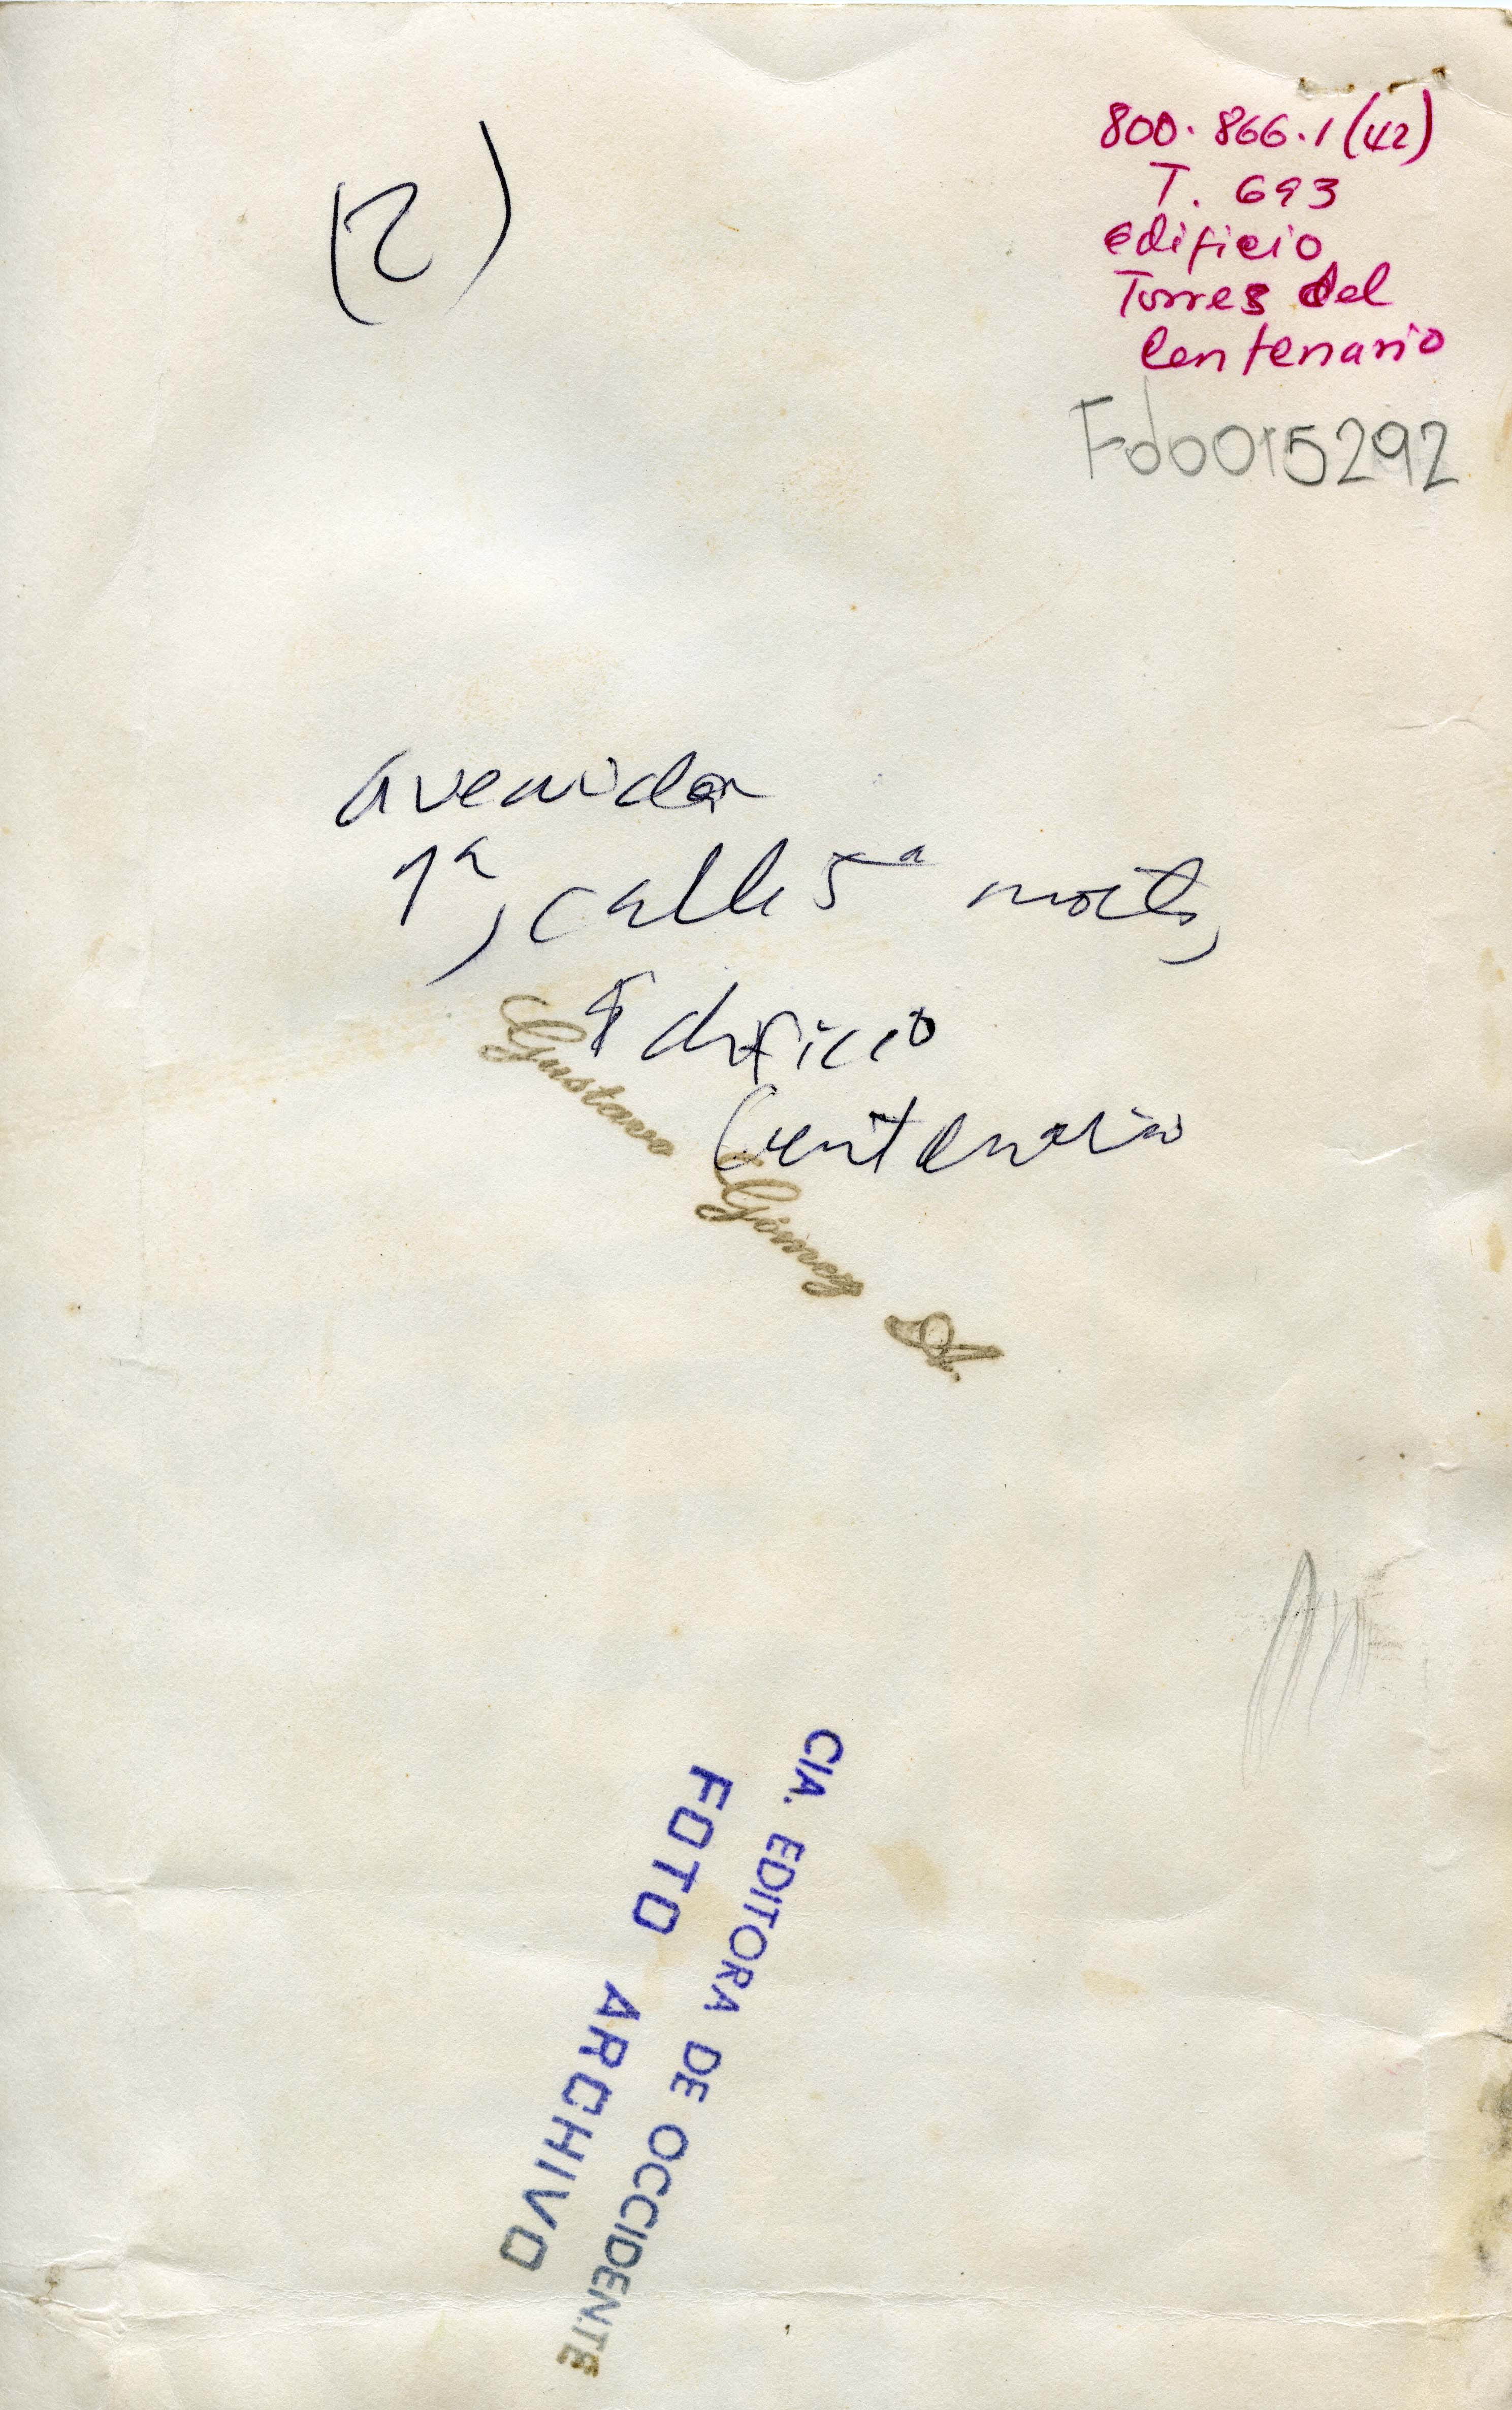 (2)
800.866.1(42)
T. 693
edificio
Torres del
Centenario
Fdo015292
avenida
1ª, calle 5ª norte,
Edificio
Centenario
Gustavo Gómez A.
CIA. EDITORA DE OCCIDENTE
FOTO ARCHIVO